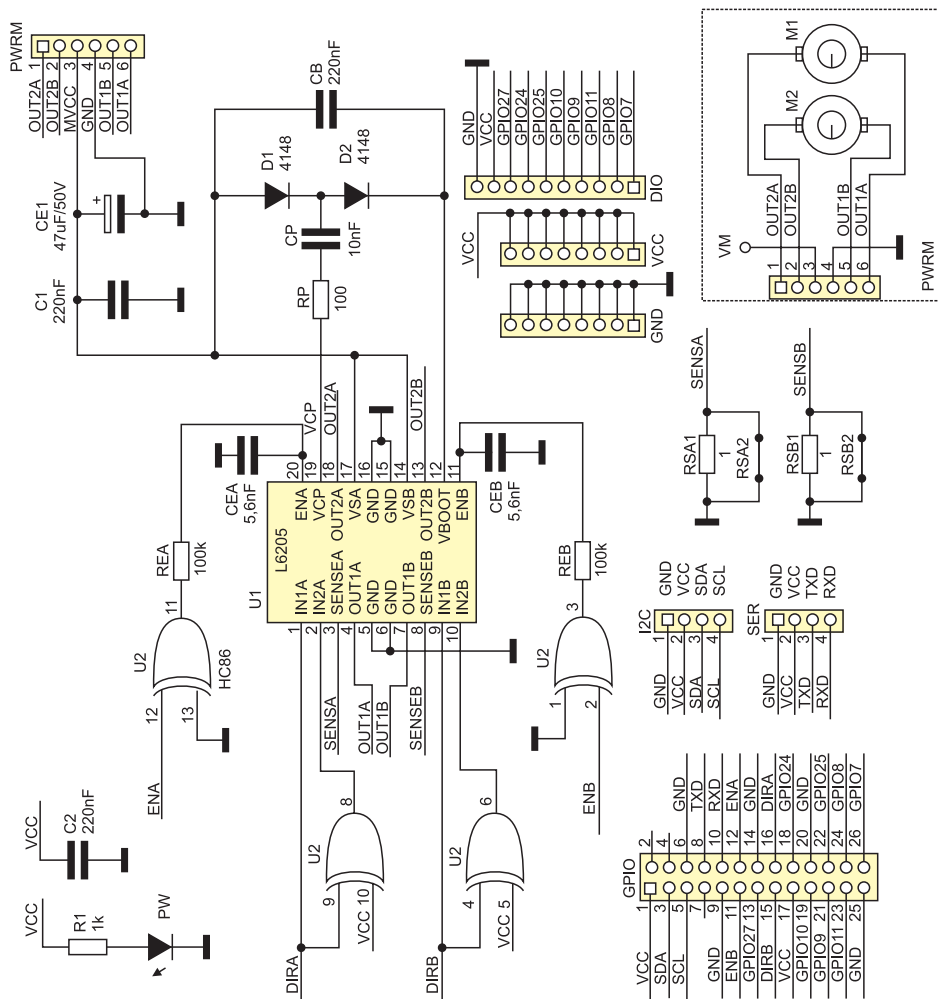 VCC
R1
1k
PW
VCC
C2
220nF
ENA
12
13
U2
11
HC86
REA
100k
CEA
5,6nF
C1
220nF
CE1
47uF/50V
+
PWRM
OUT2A 1
OUT2B 2
MVCC 3
GND 4
OUT1B 5
OUT1A 6
DIRA
9
VCC 10
U2
8
DIRB
4
VCC 5
U2
6
U1
L6205
1 IN1A
2 IN2A
3 SENSEA
4 OUT1A
5 GND
6 GND
7 OUT1B
8 SENSEB
9 IN1B
10 IN2B
SENSA
OUT1A
OUT1B
SENSEB
ENA 20
VCP 19
OUT2A 18
VSA 17
GND 16
GND 15
VSB 14
OUT2B 13
VBOOT 12
ENB 11
VCP
OUT2A
OUT2B
RP
100
CP
10nF
D1
4148
D2
4148
CB
220nF
CEB
5,6nF
ENB
1
2
U2
3
REB
100k
GND
VCC
GPIO27
GPIO24
GPIO25
GPIO10
GPIO9
GPIO11
GPIO8
GPIO7
DIO
VCC
VCC
GND
GPIO
VCC 1
SDA 3
SCL 5
7
GND 9
ENB 11
GPIO27 13
DIRB 15
VCC 17
GPIO10 19
GPIO9 21
GPIO11 23
GND 25
2
4
6 GND
8 TXD
10 RXD
12 ENA
14 GND
16 DIRA
18 GPIO24
20 GND
22 GPIO25
24 GPIO8
26 GPIO7
I2C
GND 1 GND
VCC 2 VCC
SDA 3 SDA
SCL 4 SCL
SER
GND 1 GND
VCC 2 VCC
TXD 3 TXD
RXD 4 RXD
RSA1
1
RSA2
SENSA
RSB1
1
RSB2
SENSB
VM
M1
M2
1 OUT2A
2 OUT2B
3
4
5 OUT1B
6 OUT1A
PWRM